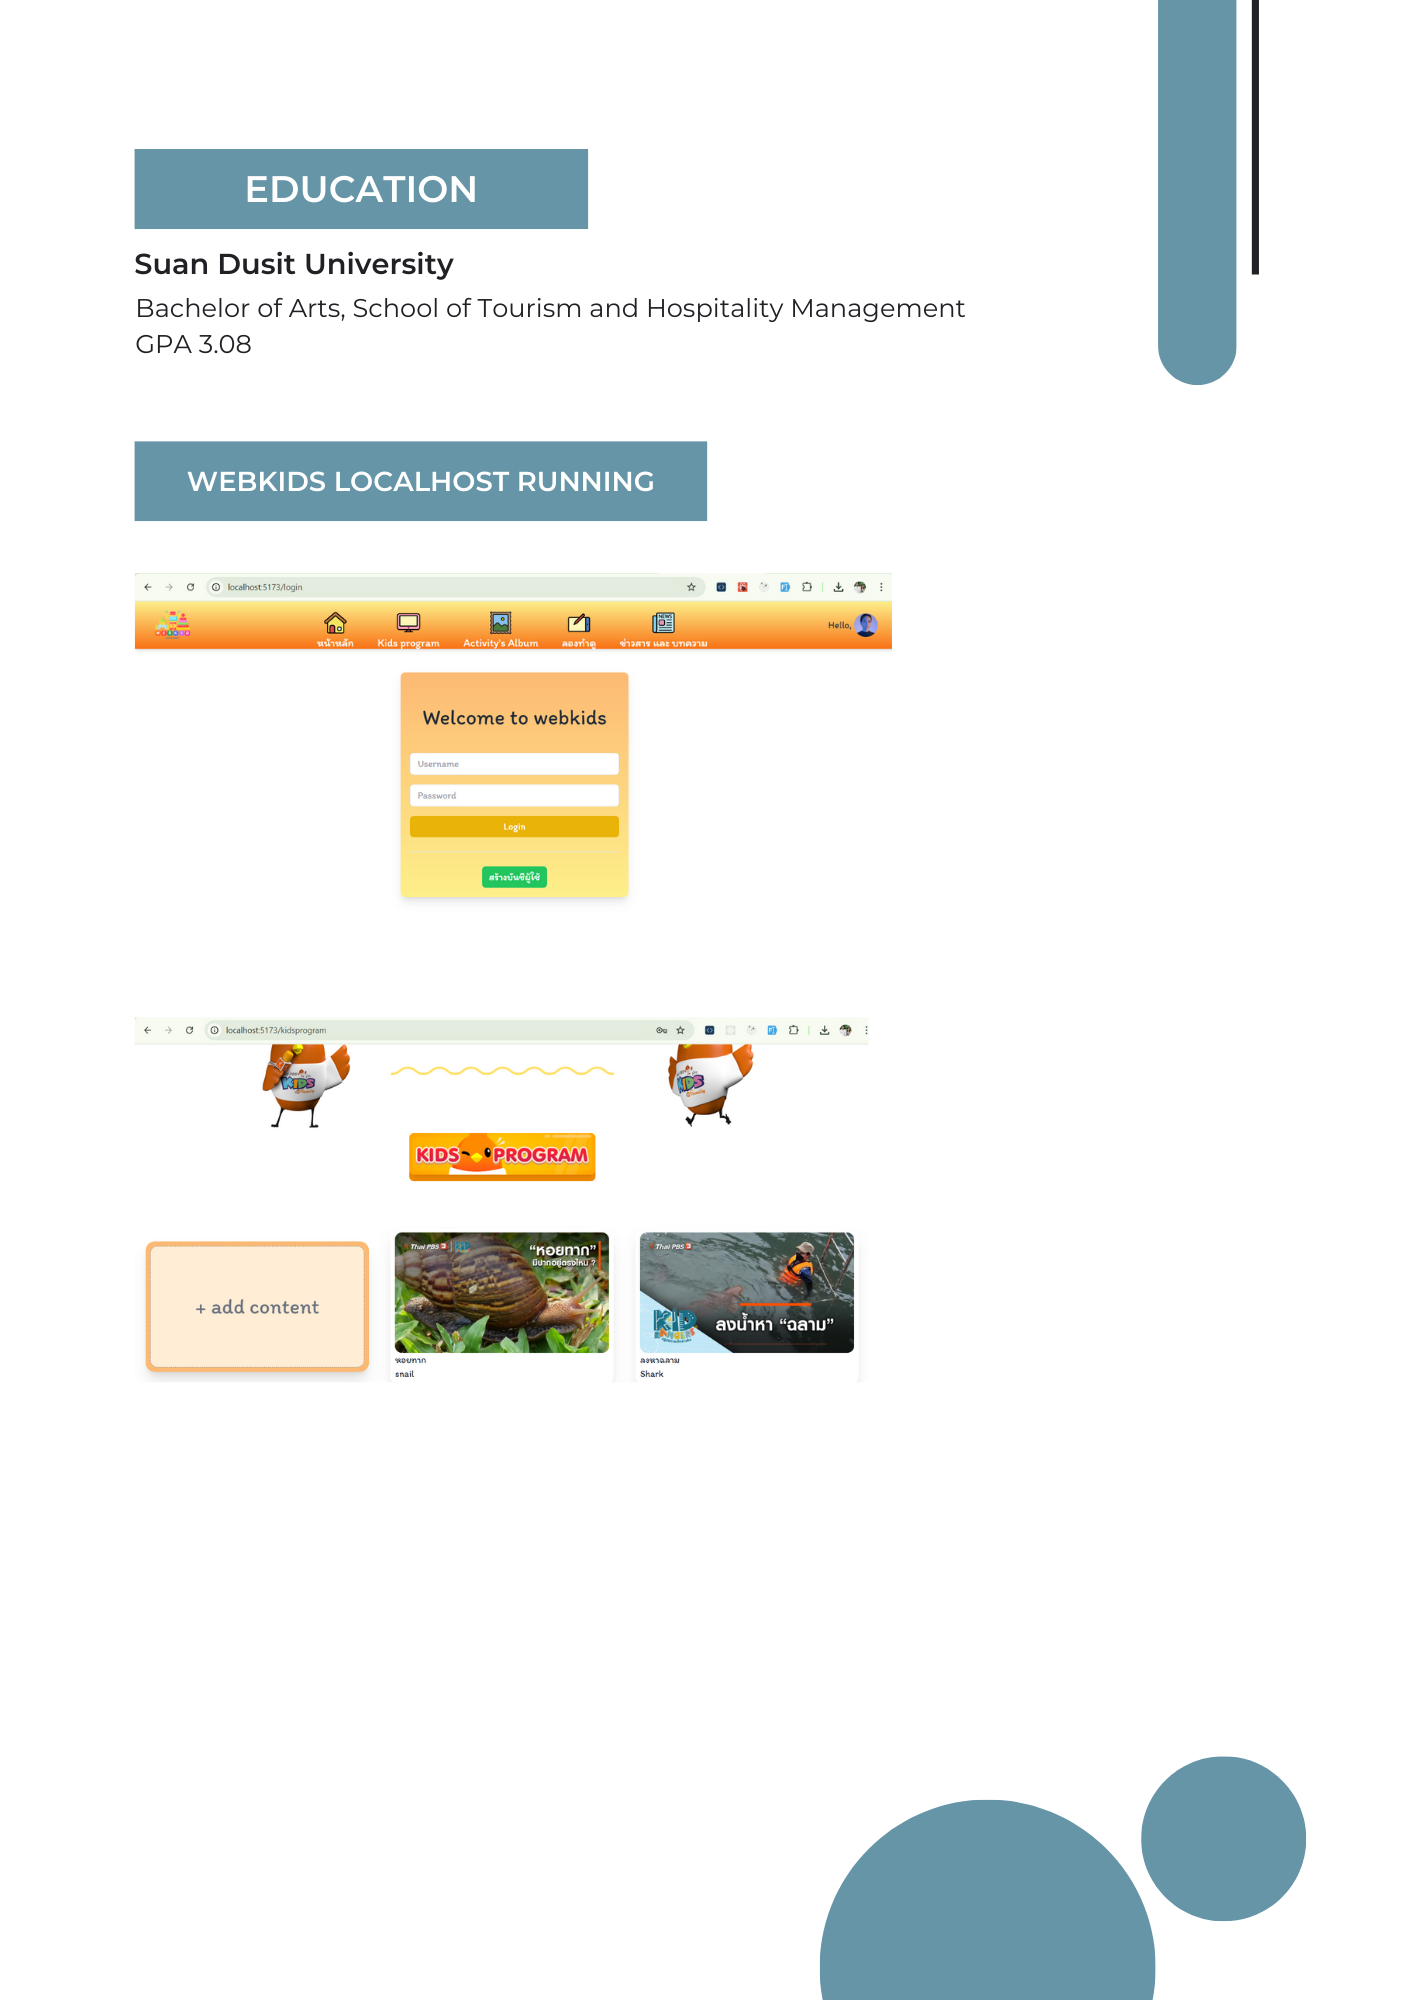 EDUCATION
Suan Dusit University
Bachelor of Arts, School of Tourism and Hospitality Management
GPA 3.08
WEBKIDS LOCALHOST RUNNING
localhost:5173/login
หน้าหลัก Kids program Activity's Album ลองทำดู ข่าวสาร และ บทความ Hello,
Welcome to webkids
Username
Password
Login
สร้างบัญชีผู้ใช้
localhost:5173/kidsprogram
KIDS KIDS
KIDS PROGRAM
+ add content
Thai PBS 3
"หอยทาก"
มีปากอยู่ตรงไหน ?
หอยทาก
snail
Thai PBS 3
KID RANGERS
ลงน้ำหา "ฉลาม"
ลงหาฉลาม
Shark